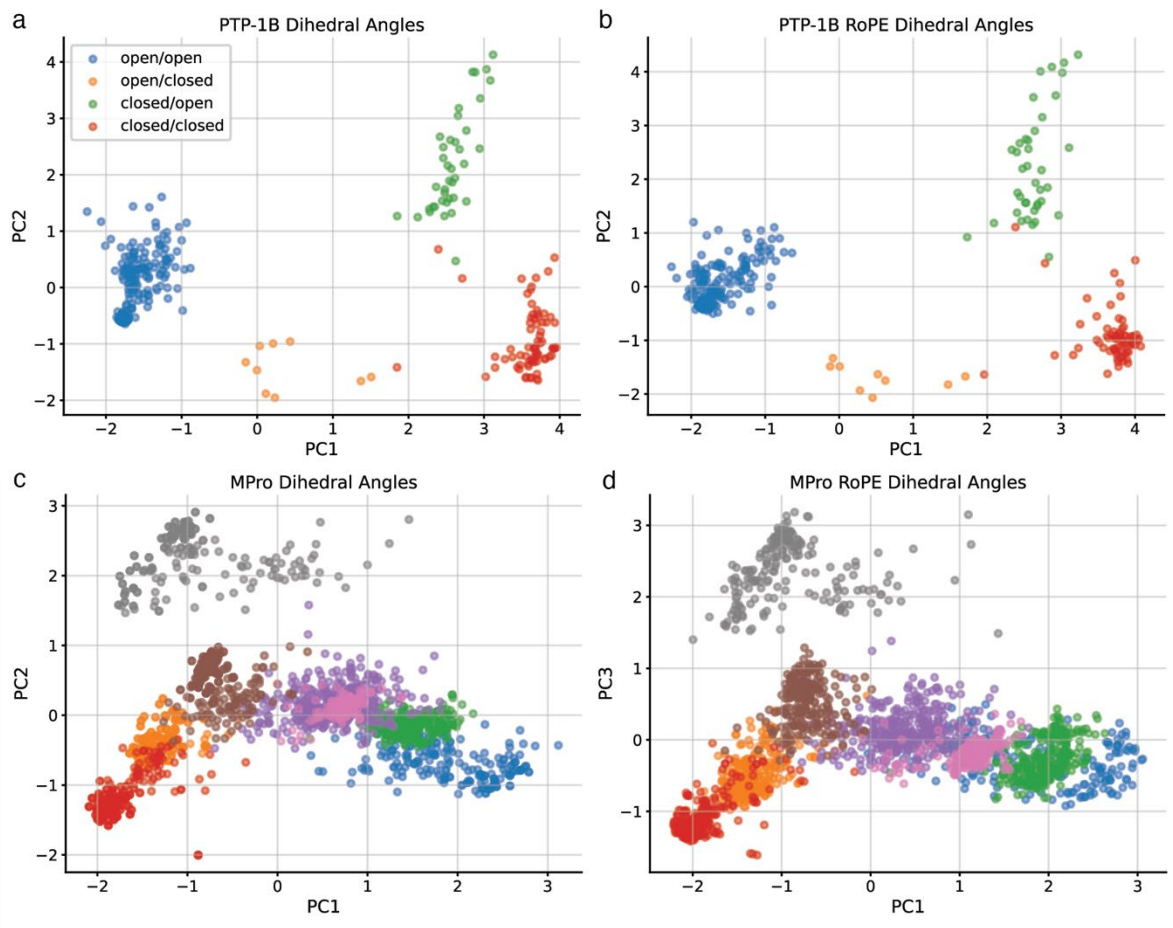 a
PTP-1B Dihedral Angles
open/open
open/closed
closed/open
closed/closed
4
3
2
1
0
−1
−2
PC2
−2 −1 0 1 2 3 4
PC1
b
PTP-1B RoPE Dihedral Angles
4
3
2
1
0
−1
−2
PC2
−2 −1 0 1 2 3 4
PC1
c
MPro Dihedral Angles
3
2
1
0
−1
−2
PC2
−2 −1 0 1 2 3
PC1
d
MPro RoPE Dihedral Angles
3
2
1
0
−1
PC3
−2 −1 0 1 2 3
PC1